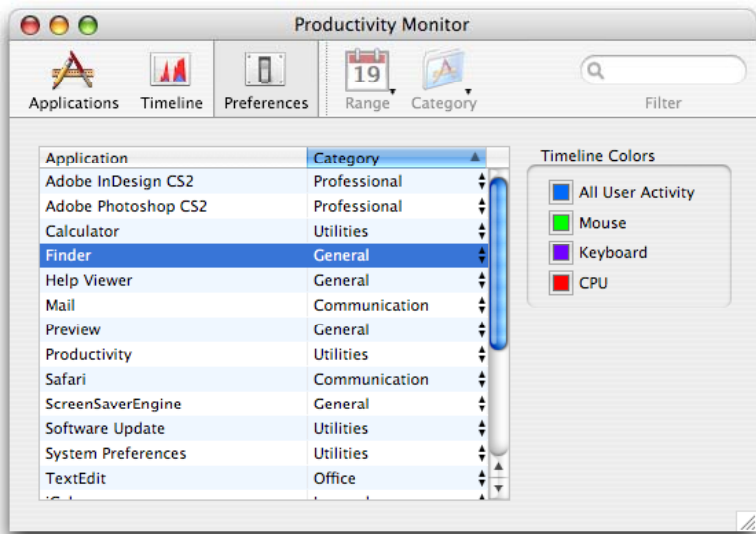 Productivity Monitor
19
Applications Timeline Preferences Range Category Filter
Application Category
Adobe InDesign CS2 Professional
Adobe Photoshop CS2 Professional
Calculator Utilities
Finder General
Help Viewer General
Mail Communication
Preview General
Productivity Utilities
Safari Communication
ScreenSaverEngine General
Software Update Utilities
System Preferences Utilities
TextEdit Office
Timeline Colors
All User Activity
Mouse
Keyboard
CPU